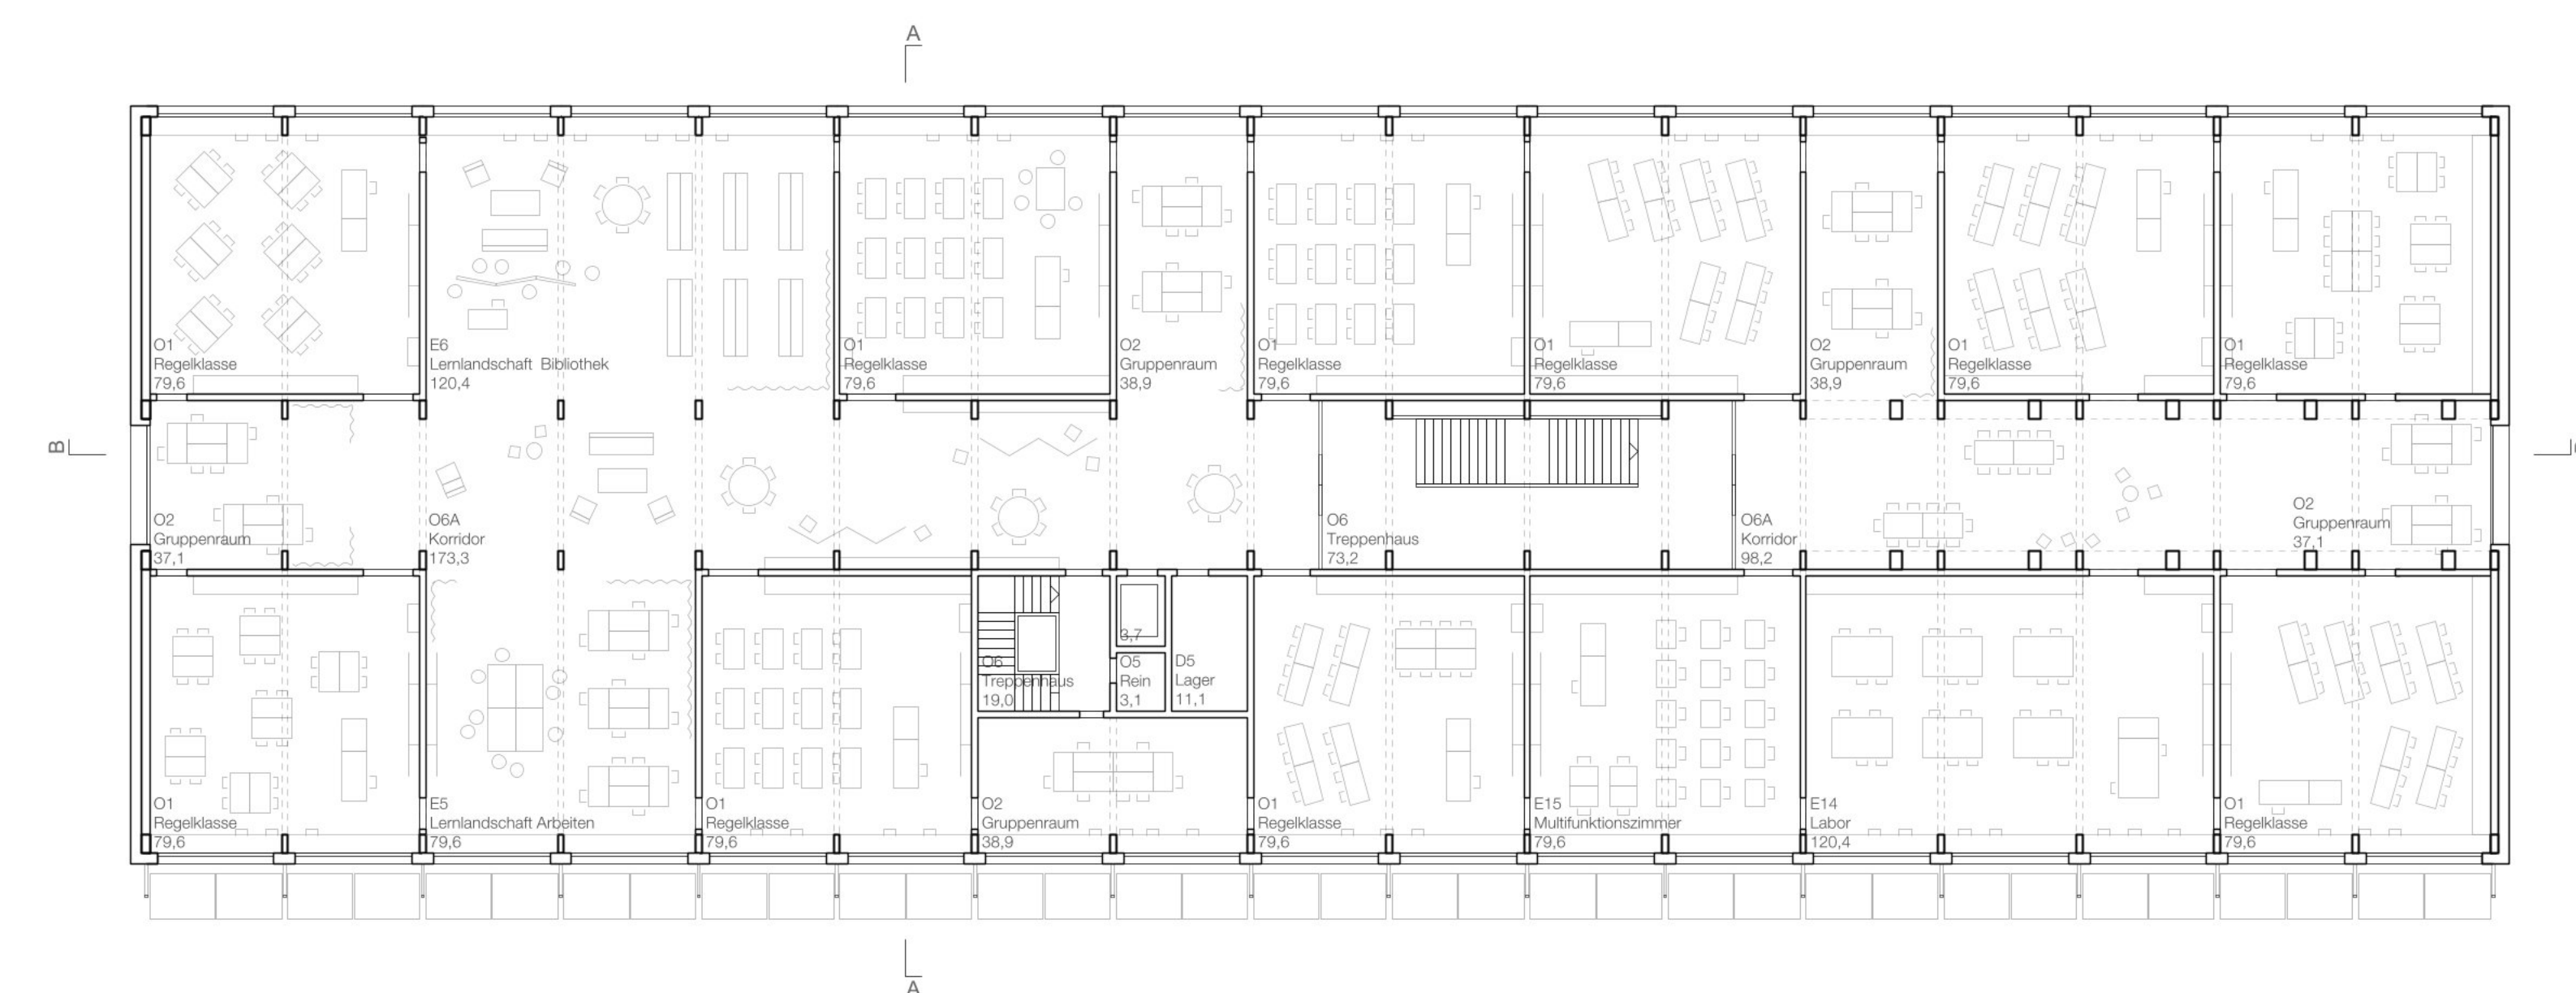 A
O1
Regelklasse
79,6
E6
Lernlandschaft Bibliothek
120,4
O1
Regelklasse
79,6
O2
Gruppenraum
38,9
O1
Regelklasse
79,6
O1
Regelklasse
79,6
O2
Gruppenraum
38,9
O1
Regelklasse
79,6
O1
Regelklasse
79,6
B
O2
Gruppenraum
37,1
O6A
Korridor
173,3
O6
Treppenhaus
73,2
O6A
Korridor
98,2
O2
Gruppenraum
37,1
O6
Treppenhaus
19,0
3,7
O5
Rein
3,1
D5
Lager
11,1
O1
Regelklasse
79,6
E5
Lernlandschaft Arbeiten
79,6
O1
Regelklasse
79,6
O2
Gruppenraum
38,9
O1
Regelklasse
79,6
E15
Multifunktionszimmer
79,6
E14
Labor
120,4
O1
Regelklasse
79,6
A